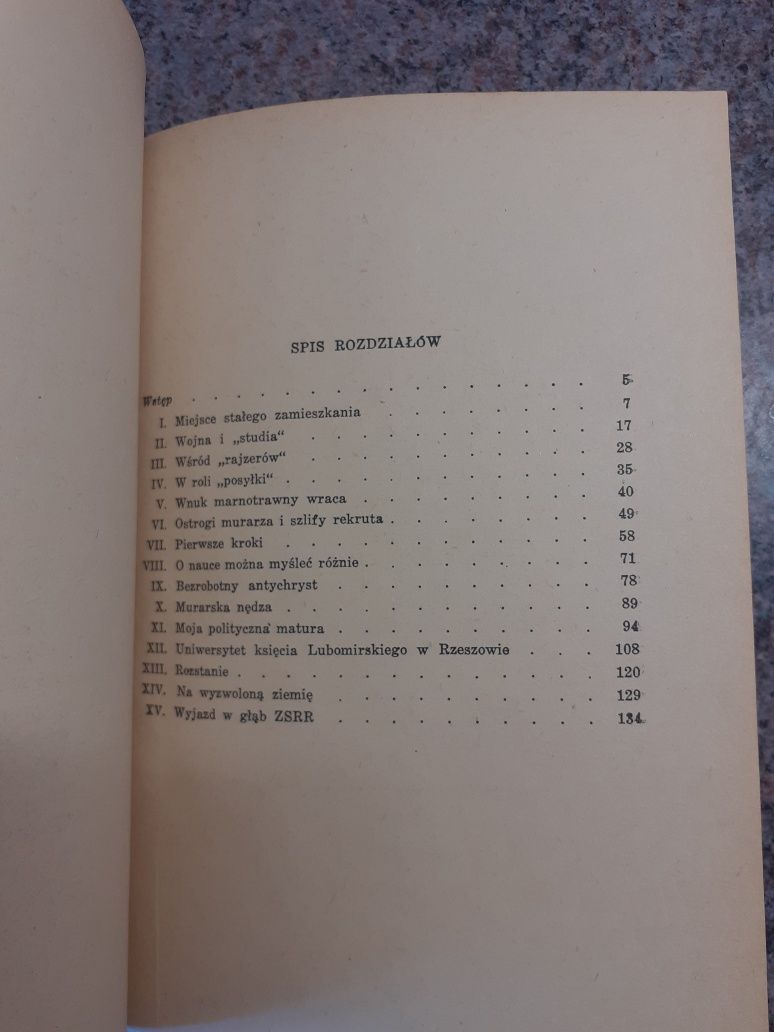 SPIS ROZDZIAŁÓW
Wstęp . . . . . . . . . . . . . . . . 5
I. Miejsce stałego zamieszkania . . . . . . . . 7
II. Wojna i „studia“ . . . . . . . . . . . 17
III. Wśród „rajzerów“ . . . . . . . . . . . 28
IV. W roli „posyłki“ . . . . . . . . . . . . 35
V. Wnuk marnotrawny wraca . . . . . . . . . 40
VI. Ostrogi murarza i szlify rekruta . . . . . . . . 49
VII. Pierwsze kroki . . . . . . . . . . . . 58
VIII. O nauce można myśleć różnie . . . . . . . . . 71
IX. Bezrobotny antychryst . . . . . . . . . . 78
X. Murarska nędza . . . . . . . . . . . . 89
XI. Moja polityczna matura . . . . . . . . . . 94
XII. Uniwersytet księcia Lubomirskiego w Rzeszowie . . . 108
XIII. Rozstanie . . . . . . . . . . . . . . 120
XIV. Na wyzwoloną ziemię . . . . . . . . . . 129
XV. Wyjazd w głąb ZSRR . . . . . . . . . . 134